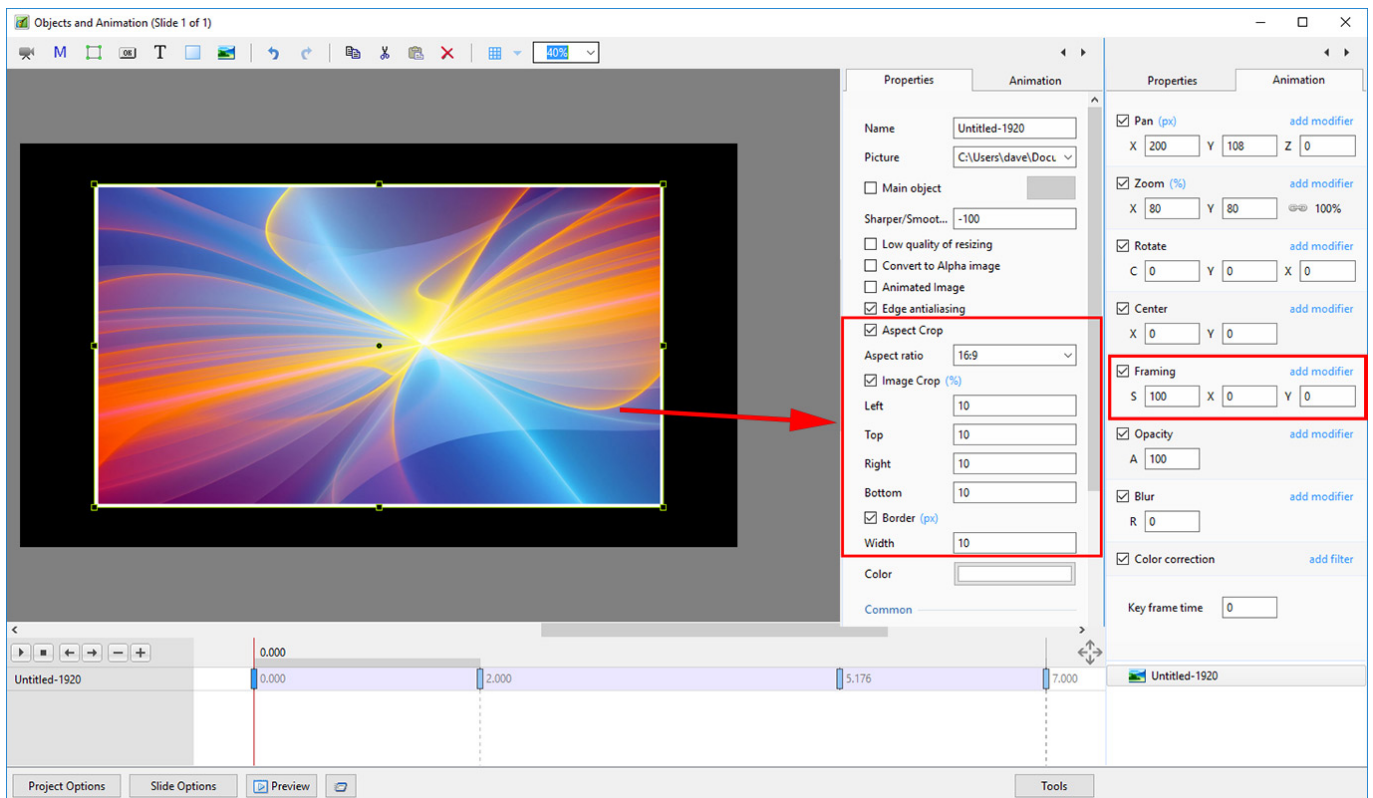 Objects and Animation (Slide 1 of 1)
M OK T 40%
Properties Animation
Name Untitled-1920
Picture C:\Users\dave\Docu
Main object
Sharper/Smoot... -100
Low quality of resizing
Convert to Alpha image
Animated Image
Edge antialiasing
Aspect Crop
Aspect ratio 16:9
Image Crop (%)
Left 10
Top 10
Right 10
Bottom 10
Border (px)
Width 10
Color
Common
Properties Animation
Pan (px) add modifier
X 200 Y 108 Z 0
Zoom (%) add modifier
X 80 Y 80 100%
Rotate add modifier
C 0 Y 0 X 0
Center add modifier
X 0 Y 0
Framing add modifier
S 100 X 0 Y 0
Opacity add modifier
A 100
Blur add modifier
R 0
Color correction add filter
Key frame time 0
Untitled-1920
0.000
Untitled-1920 0.000 2.000 5.176 7.000
Project Options Slide Options Preview Tools